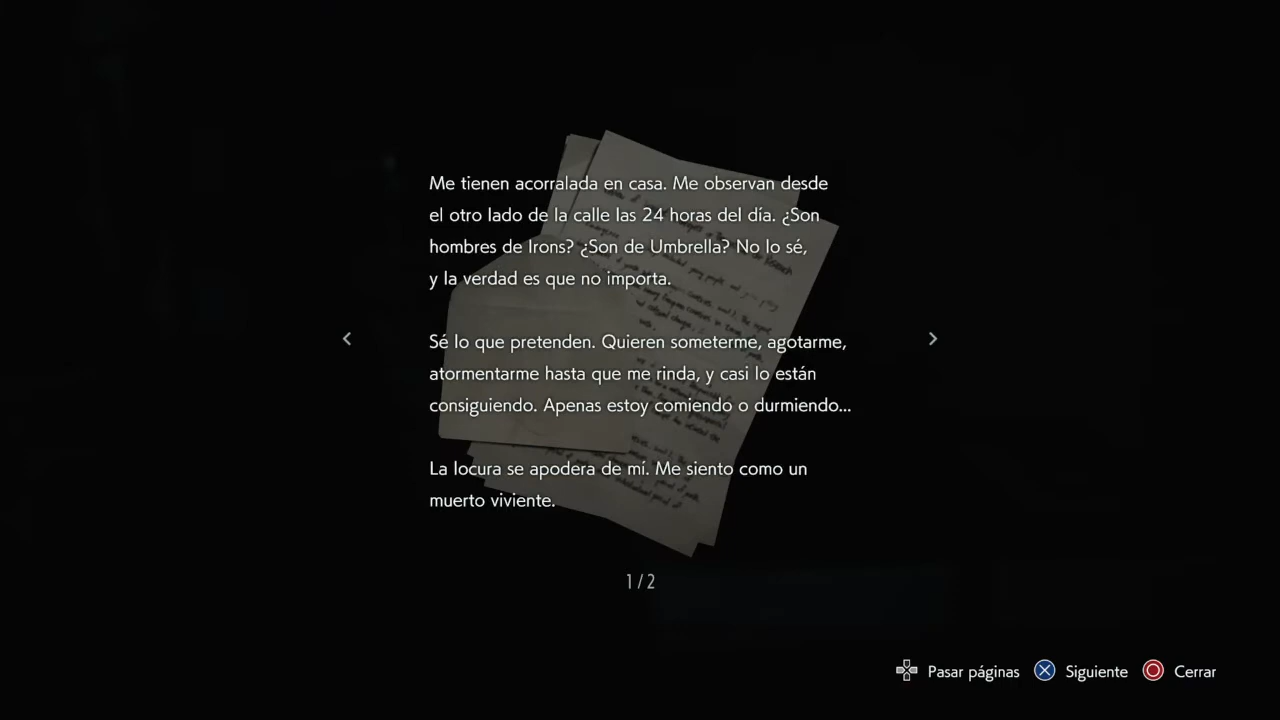 Me tienen acorralada en casa. Me observan desde
el otro lado de la calle las 24 horas del día. ¿Son
hombres de Irons? ¿Son de Umbrella? No lo sé,
y la verdad es que no importa.
Sé lo que pretenden. Quieren someterme, agotarme,
atormentarme hasta que me rinda, y casi lo están
consiguiendo. Apenas estoy comiendo o durmiendo...
La locura se apodera de mí. Me siento como un
muerto viviente.
1 / 2
Pasar páginas Siguiente Cerrar